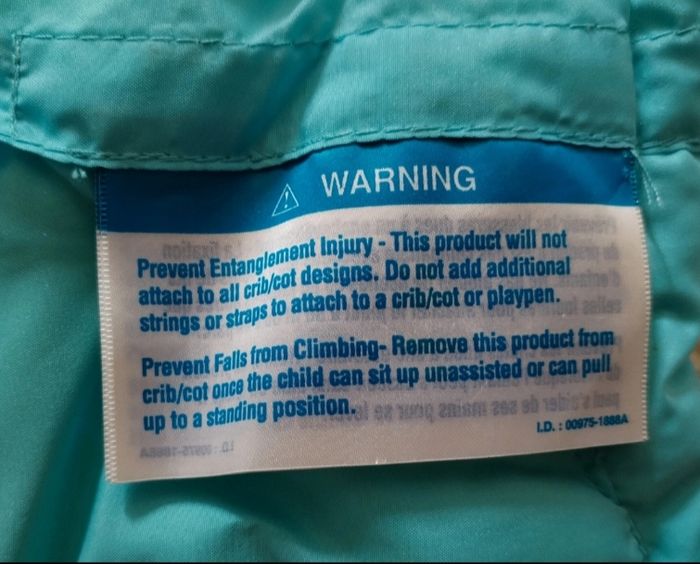 WARNING
Prevent Entanglement Injury - This product will not
attach to all crib/cot designs. Do not add additional
strings or straps to attach to a crib/cot or playpen.
Prevent Falls from Climbing- Remove this product from
crib/cot once the child can sit up unassisted or can pull
up to a standing position.
I.D. : 00975-1888A